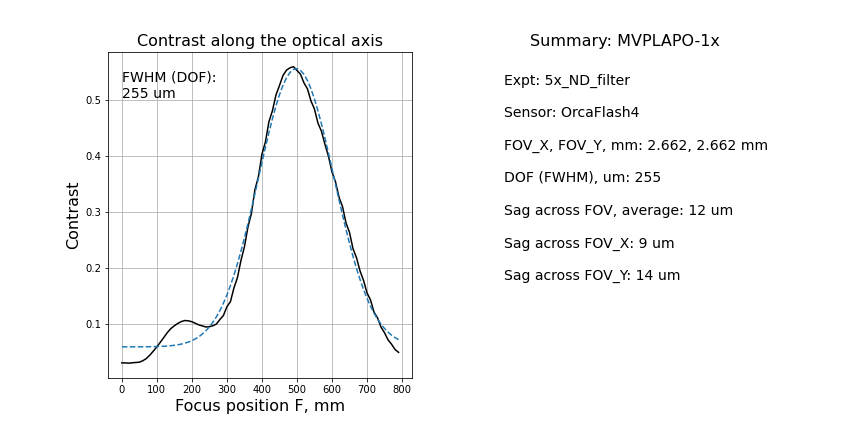 Contrast along the optical axis
FWHM (DOF):
255 um
0.5
0.4
0.3
0.2
0.1
Contrast
0 100 200 300 400 500 600 700 800
Focus position F, mm
Summary: MVPLAPO-1x
Expt: 5x_ND_filter
Sensor: OrcaFlash4
FOV_X, FOV_Y, mm: 2.662, 2.662 mm
DOF (FWHM), um: 255
Sag across FOV, average: 12 um
Sag across FOV_X: 9 um
Sag across FOV_Y: 14 um